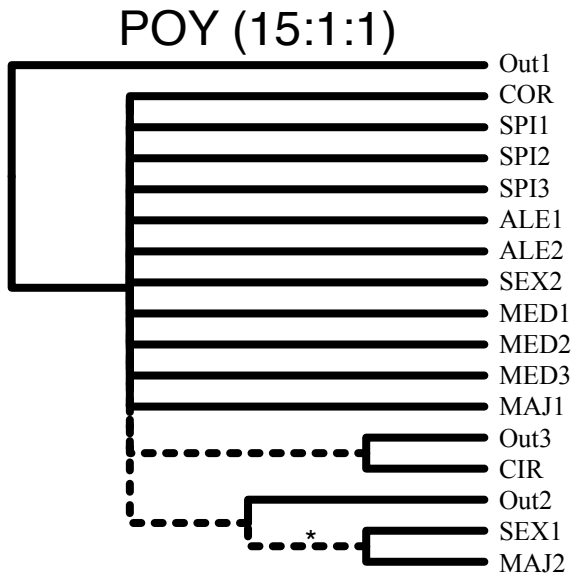 POY (15:1:1)
Out1
COR
SPI1
SPI2
SPI3
ALE1
ALE2
SEX2
MED1
MED2
MED3
MAJ1
Out3
CIR
Out2
*
SEX1
MAJ2